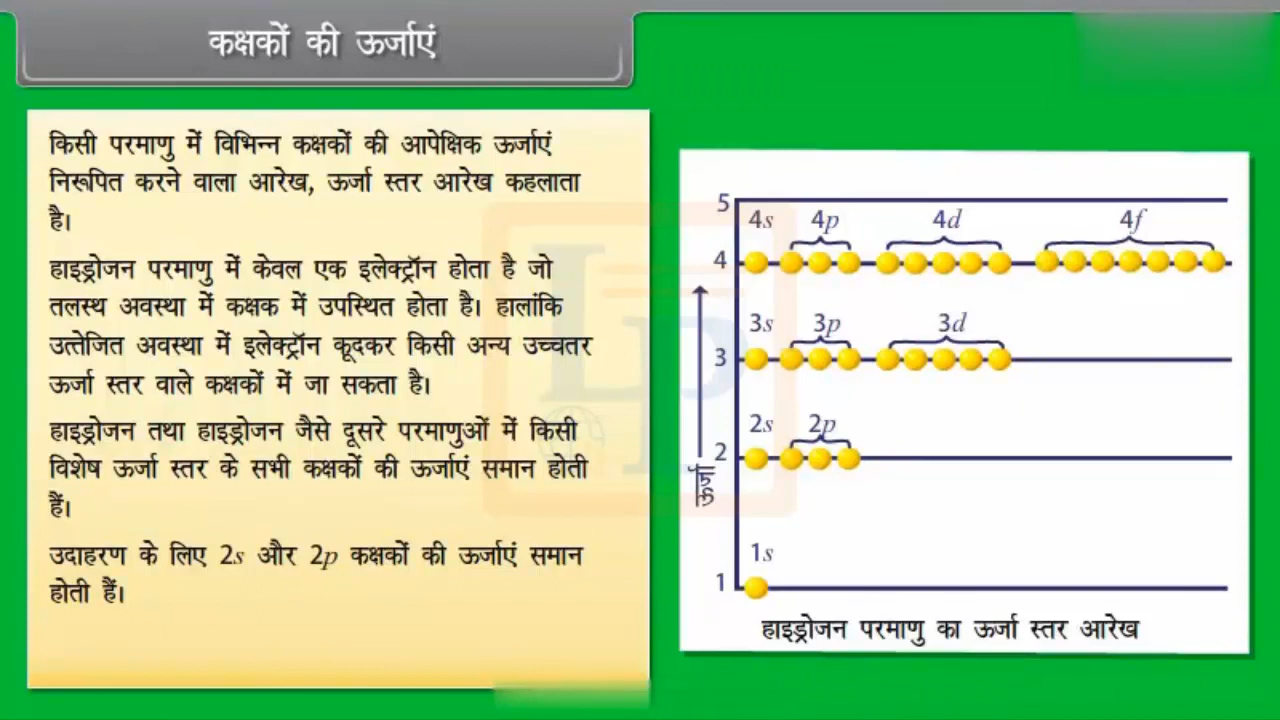 कक्षकों की ऊर्जाएं
किसी परमाणु में विभिन्न कक्षकों की आपेक्षिक ऊर्जाएं
निरूपित करने वाला आरेख, ऊर्जा स्तर आरेख कहलाता
है।
हाइड्रोजन परमाणु में केवल एक इलेक्ट्रॉन होता है जो
तलस्थ अवस्था में कक्षक में उपस्थित होता है। हालांकि
उत्तेजित अवस्था में इलेक्ट्रॉन कूदकर किसी अन्य उच्चतर
ऊर्जा स्तर वाले कक्षकों में जा सकता है।
हाइड्रोजन तथा हाइड्रोजन जैसे दूसरे परमाणुओं में किसी
विशेष ऊर्जा स्तर के सभी कक्षकों की ऊर्जाएं समान होती
हैं।
उदाहरण के लिए 2s और 2p कक्षकों की ऊर्जाएं समान
होती हैं।
5
4s 4p 4d 4f
4
3s 3p 3d
3
2s 2p
2
ऊर्जा
1s
1
हाइड्रोजन परमाणु का ऊर्जा स्तर आरेख